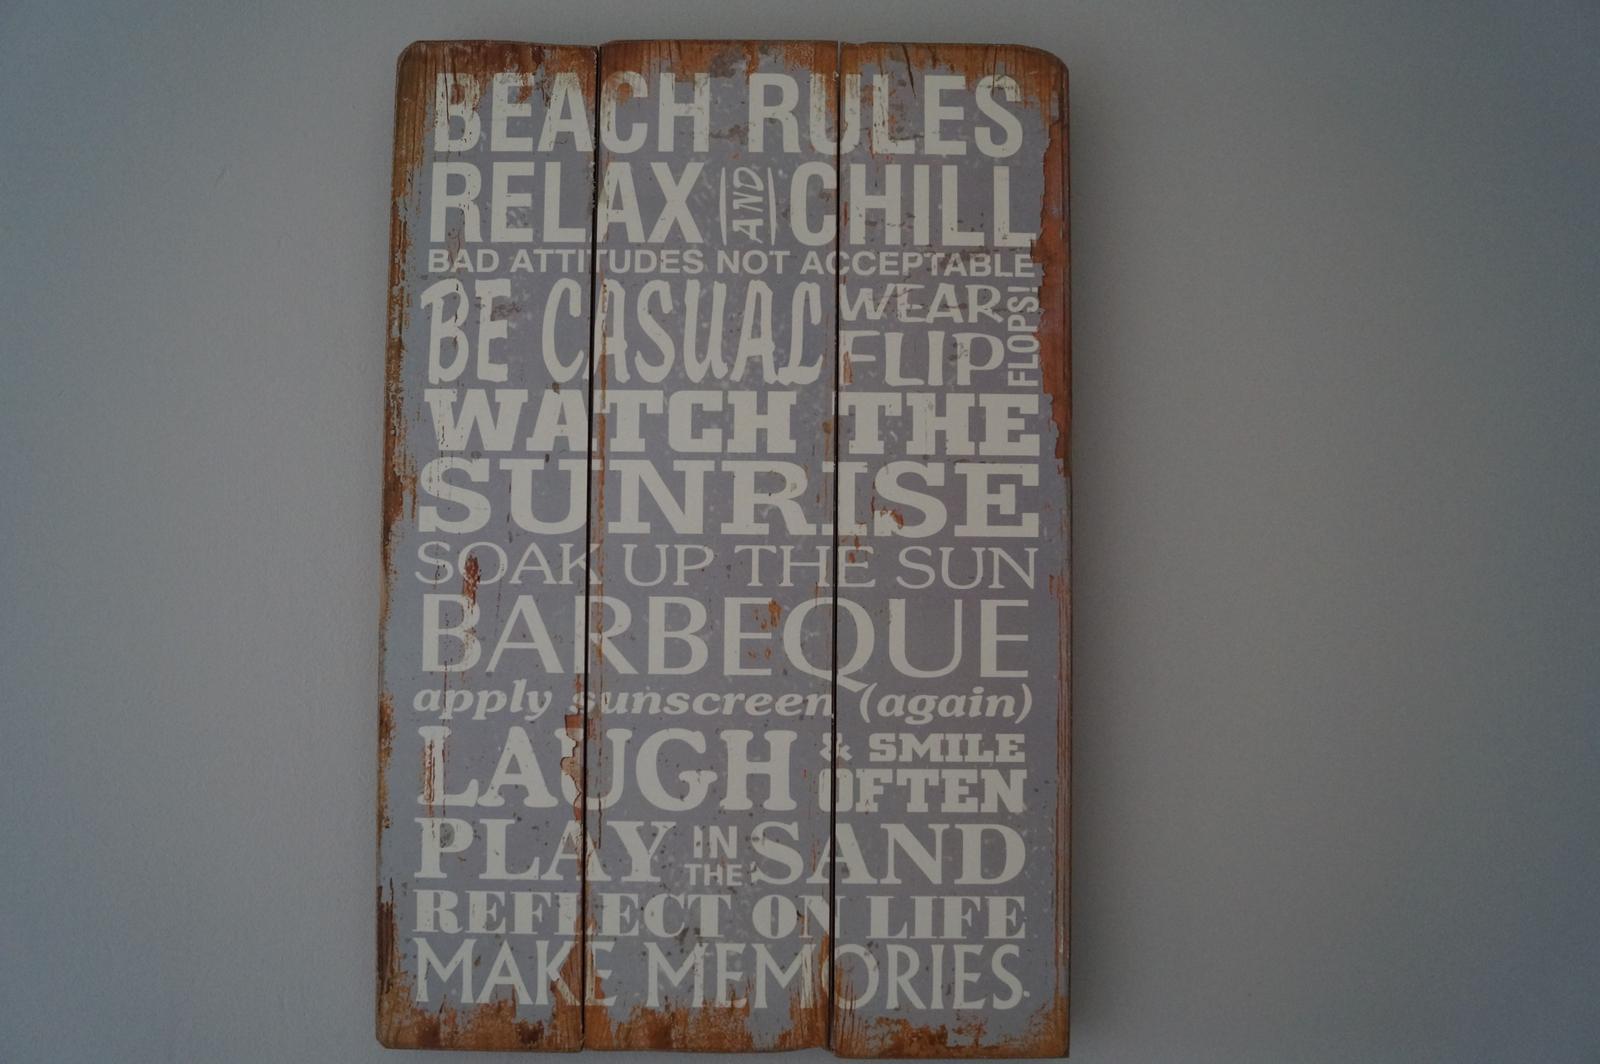 BEACH RULES
RELAX AND CHILL
BAD ATTITUDES NOT ACCEPTABLE
BE CASUAL WEAR FLIP FLOPS!
WATCH THE
SUNRISE
SOAK UP THE SUN
BARBEQUE
apply sunscreen (again)
LAUGH & SMILE OFTEN
PLAY IN THE SAND
REFLECT ON LIFE
MAKE MEMORIES.